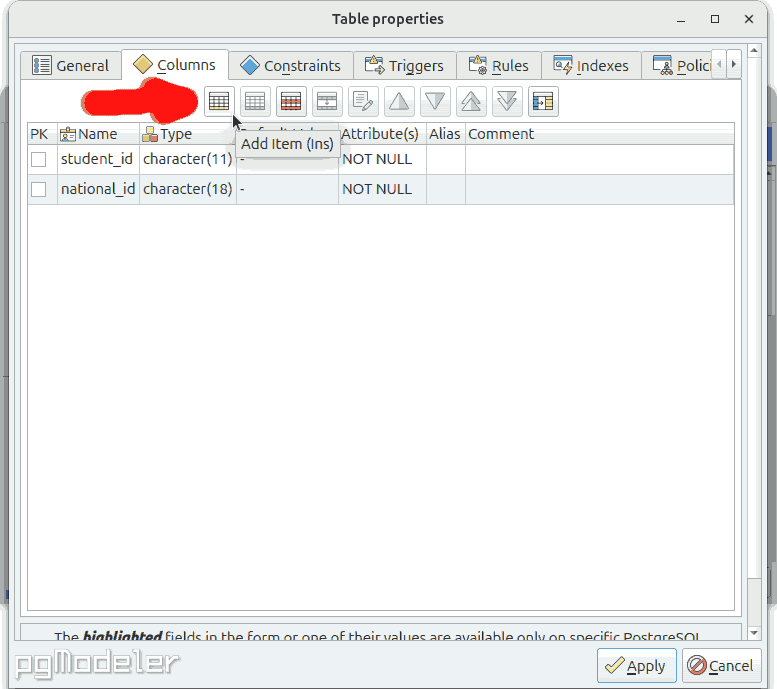 Table properties
General Columns Constraints Triggers Rules Indexes Polici
Add Item (Ins)
PK Name Type Attribute(s) Alias Comment
student_id character(11) - NOT NULL
national_id character(18) - NOT NULL
The highlighted fields in the form or one of their values are available only on specific PostgreSQL
pgModeler
Apply Cancel